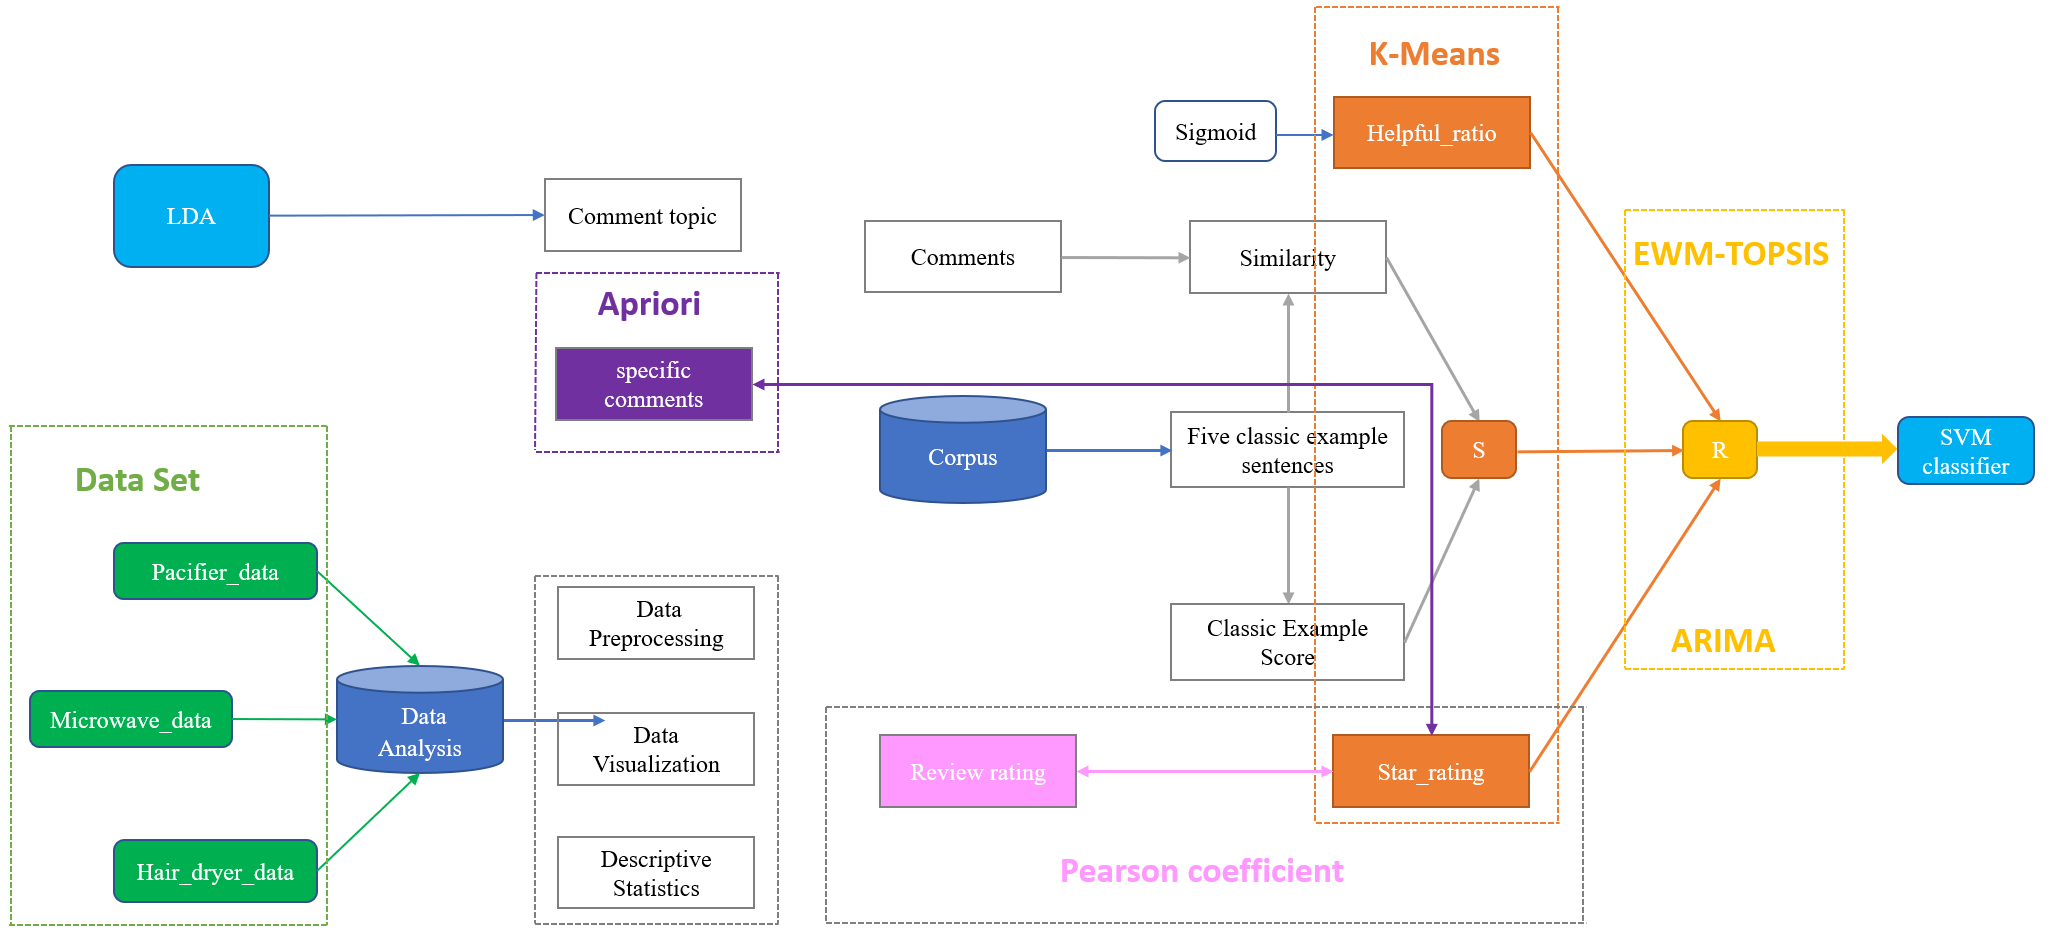 K-Means
Sigmoid
Helpful_ratio
LDA
Comment topic
Comments
Similarity
EWM-TOPSIS
Apriori
specific
comments
Corpus
Five classic example
sentences
S
R
SVM
classifier
Data Set
Pacifier_data
Microwave_data
Hair_dryer_data
Data
Analysis
Data
Preprocessing
Data
Visualization
Descriptive
Statistics
Classic Example
Score
ARIMA
Review rating
Star_rating
Pearson coefficient